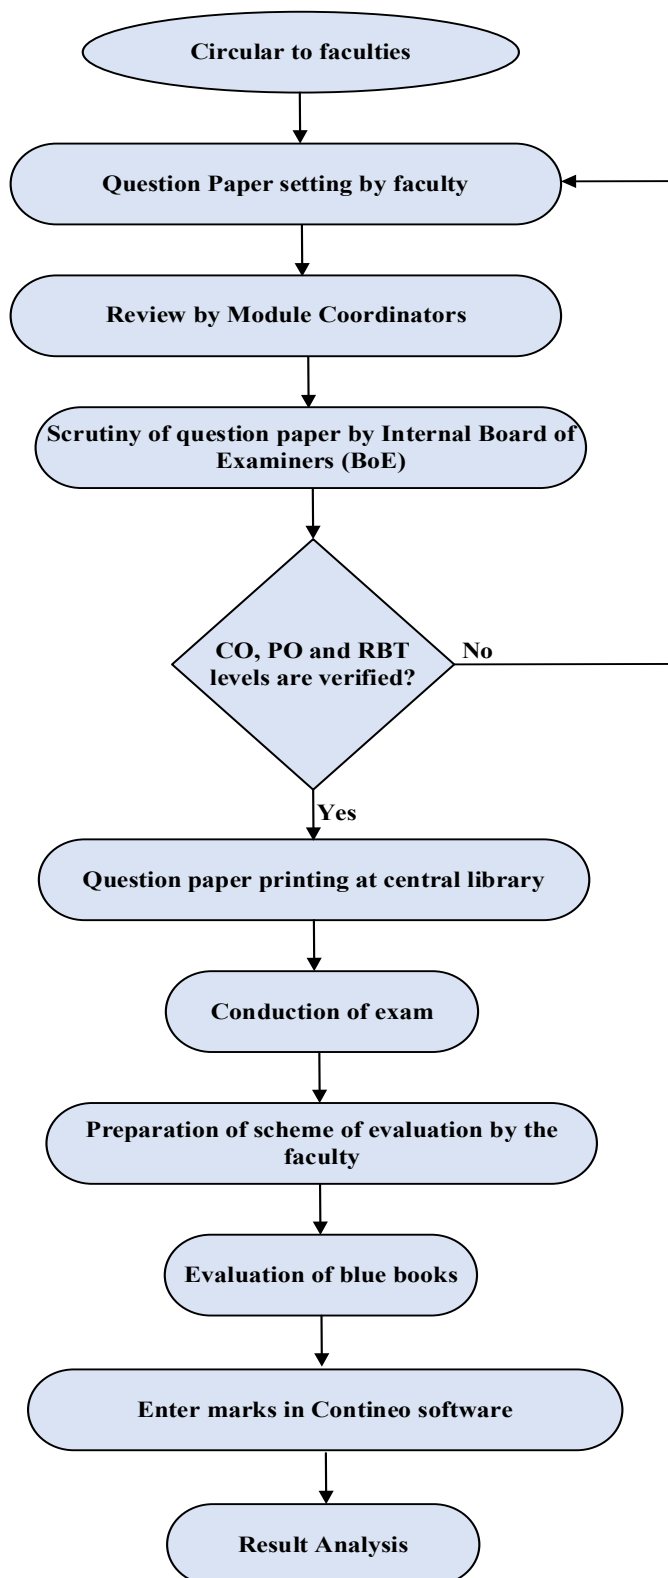 Circular to faculties
Question Paper setting by faculty
Review by Module Coordinators
Scrutiny of question paper by Internal Board of
Examiners (BoE)
CO, PO and RBT
levels are verified?
No
Yes
Question paper printing at central library
Conduction of exam
Preparation of scheme of evaluation by the
faculty
Evaluation of blue books
Enter marks in Contineo software
Result Analysis